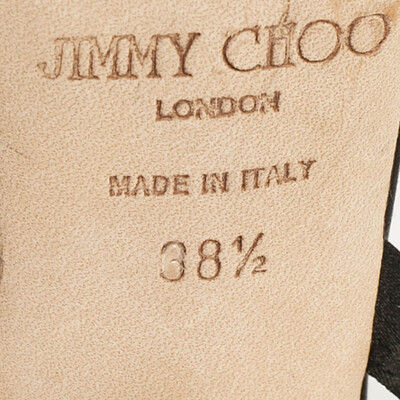 JIMMY CHOO
LONDON
MADE IN ITALY
38½